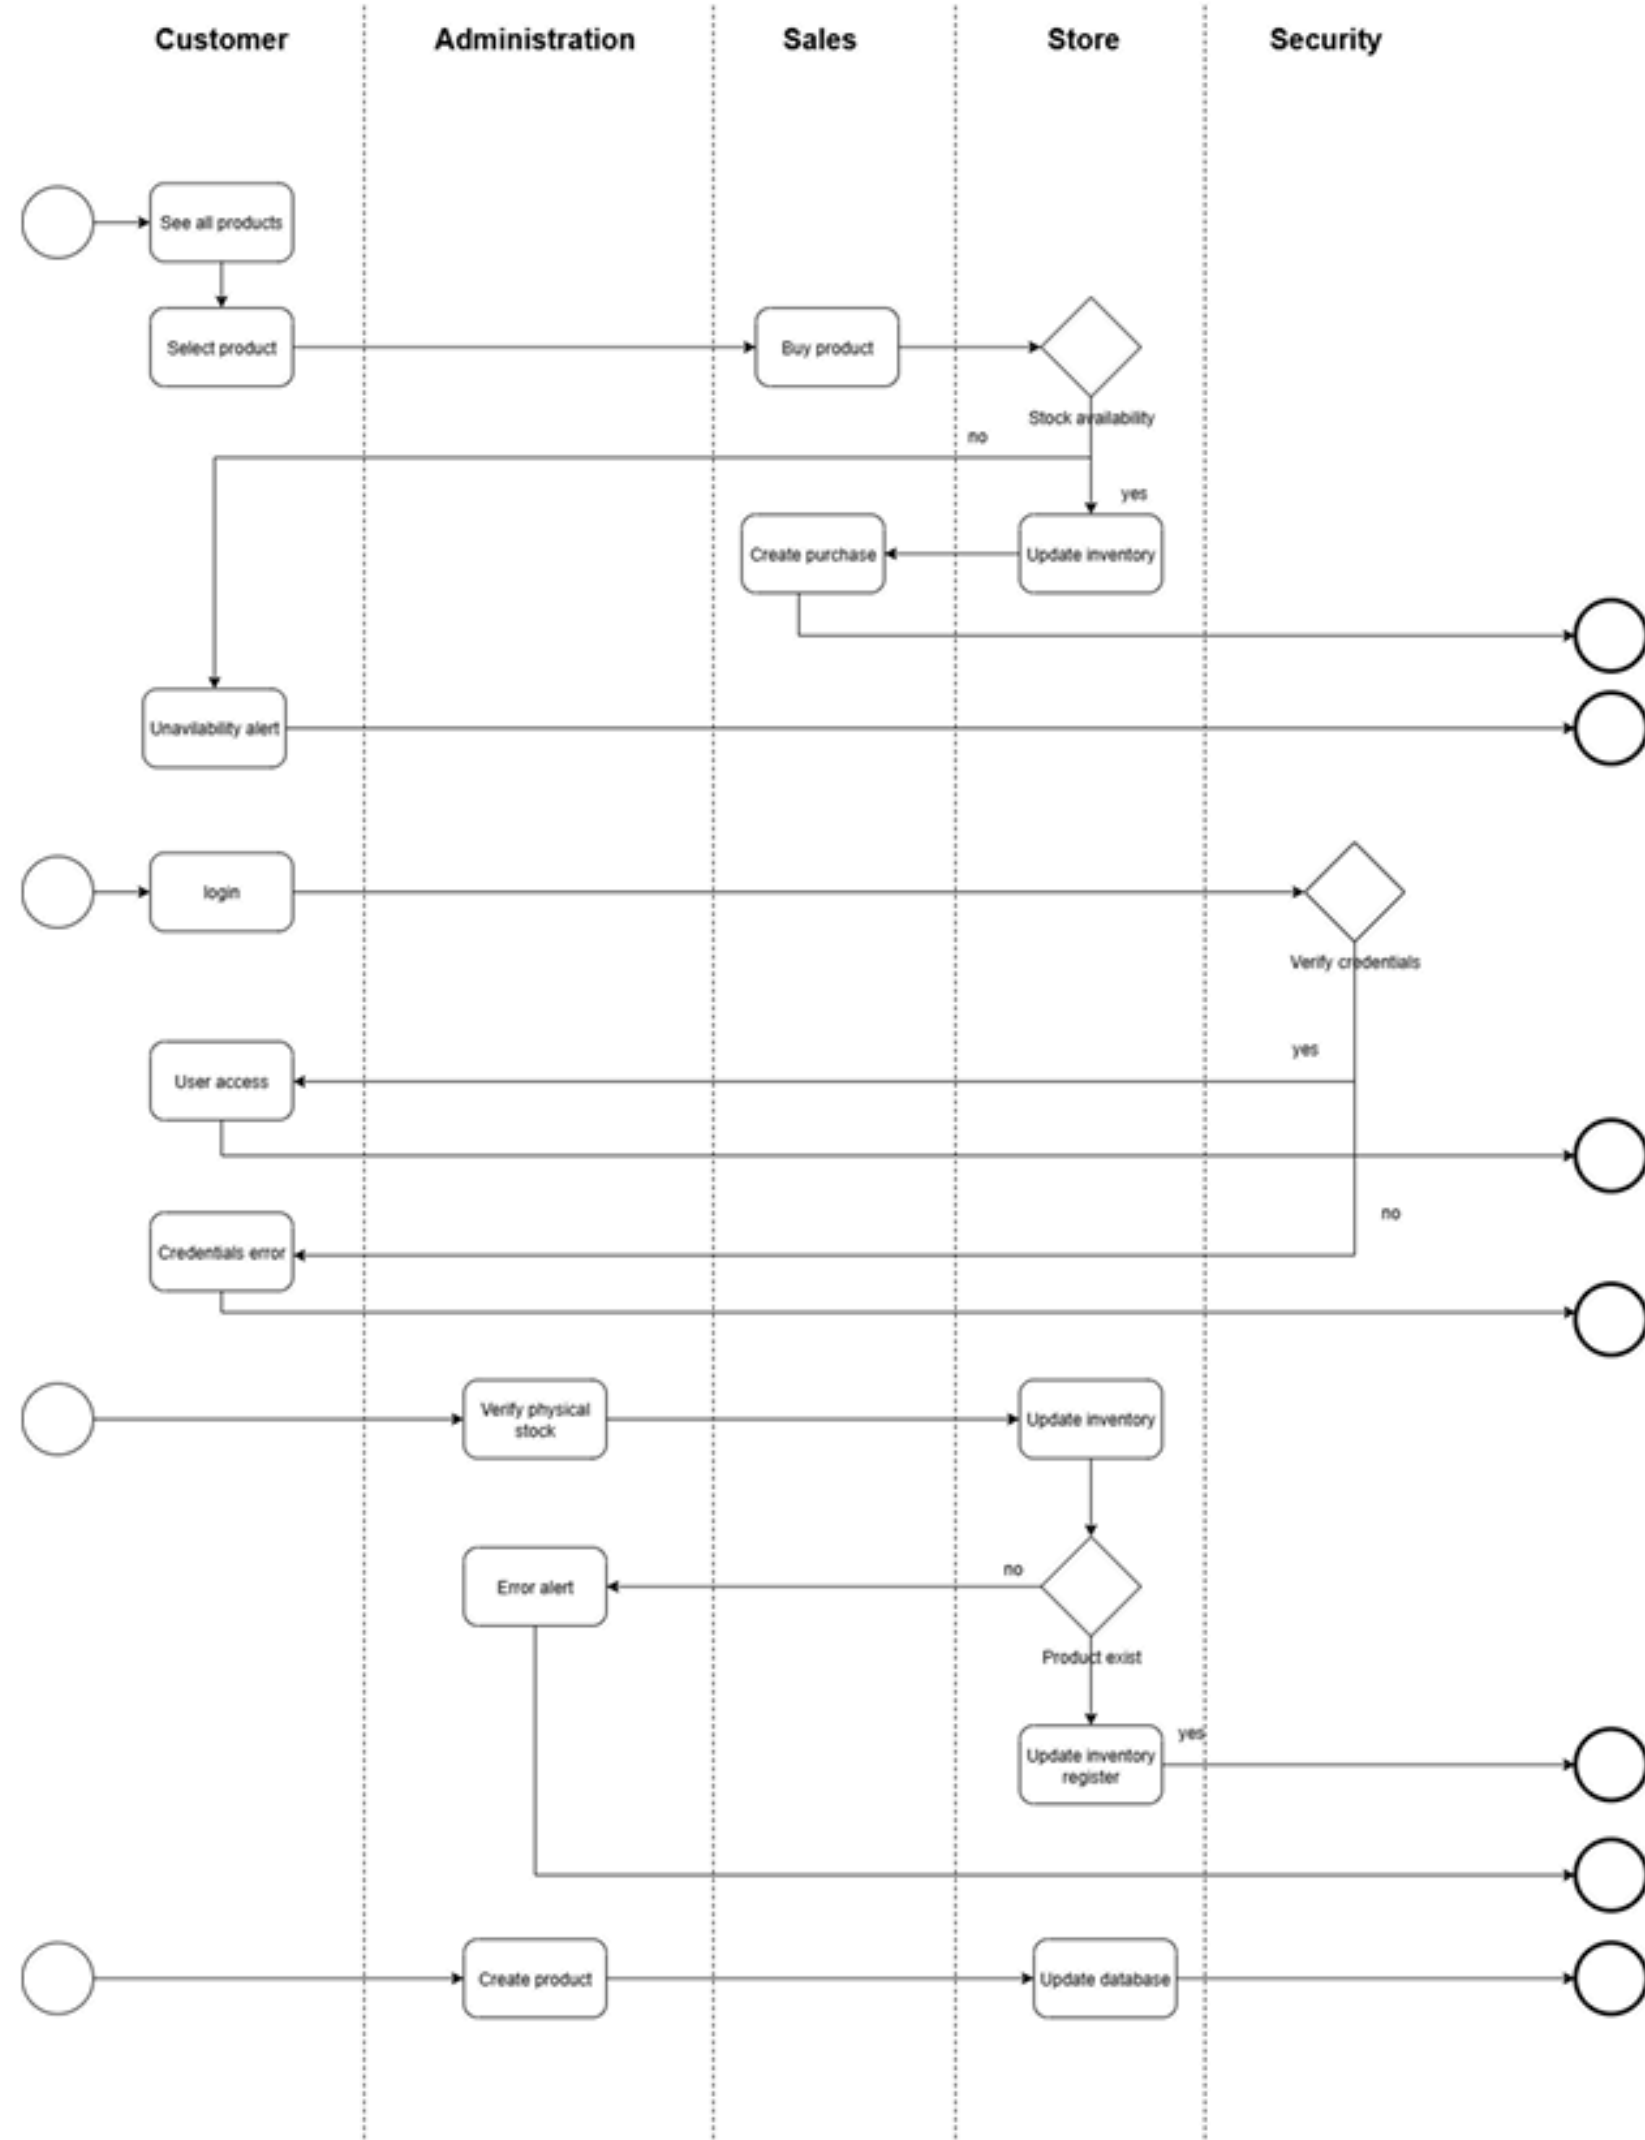 Customer
Administration
Sales
Store
Security
See all products
Select product
Buy product
Stock availability
no
yes
Create purchase
Update inventory
Unavilability alert
login
Verify credentials
yes
User access
no
Credentials error
Verify physical
stock
Update inventory
no
Error alert
Product exist
yes
Update inventory
register
Create product
Update database